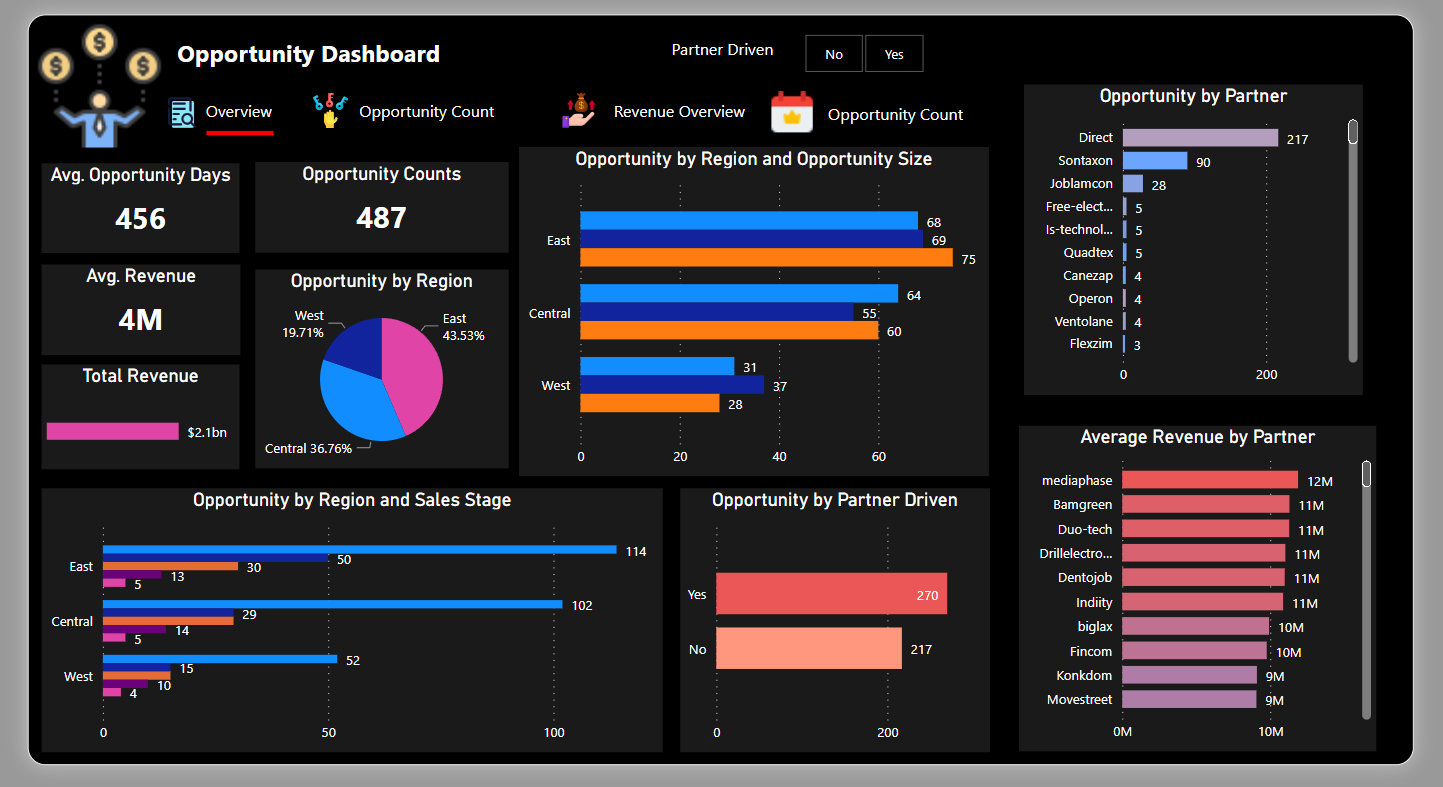 Opportunity Dashboard
Partner Driven
No
Yes
Overview
Opportunity Count
Revenue Overview
Opportunity Count
Avg. Opportunity Days
456
Opportunity Counts
487
Avg. Revenue
4M
Total Revenue
$2.1bn
Opportunity by Region
West
19.71%
East
43.53%
Central 36.76%
Opportunity by Region and Opportunity Size
East
68
69
75
Central
64
55
60
West
31
37
28
0
20
40
60
Opportunity by Partner
Direct
217
Sontaxon
90
Joblamcon
28
Free-elect...
5
Is-technol...
5
Quadtex
5
Canezap
4
Operon
4
Ventolane
4
Flexzim
3
0
200
Opportunity by Region and Sales Stage
East
114
50
30
13
5
Central
102
29
14
5
West
52
15
10
4
0
50
100
Opportunity by Partner Driven
Yes
270
No
217
0
200
Average Revenue by Partner
mediaphase
12M
Bamgreen
11M
Duo-tech
11M
Drillelectro...
11M
Dentojob
11M
Indiity
11M
biglax
10M
Fincom
10M
Konkdom
9M
Movestreet
9M
0M
10M